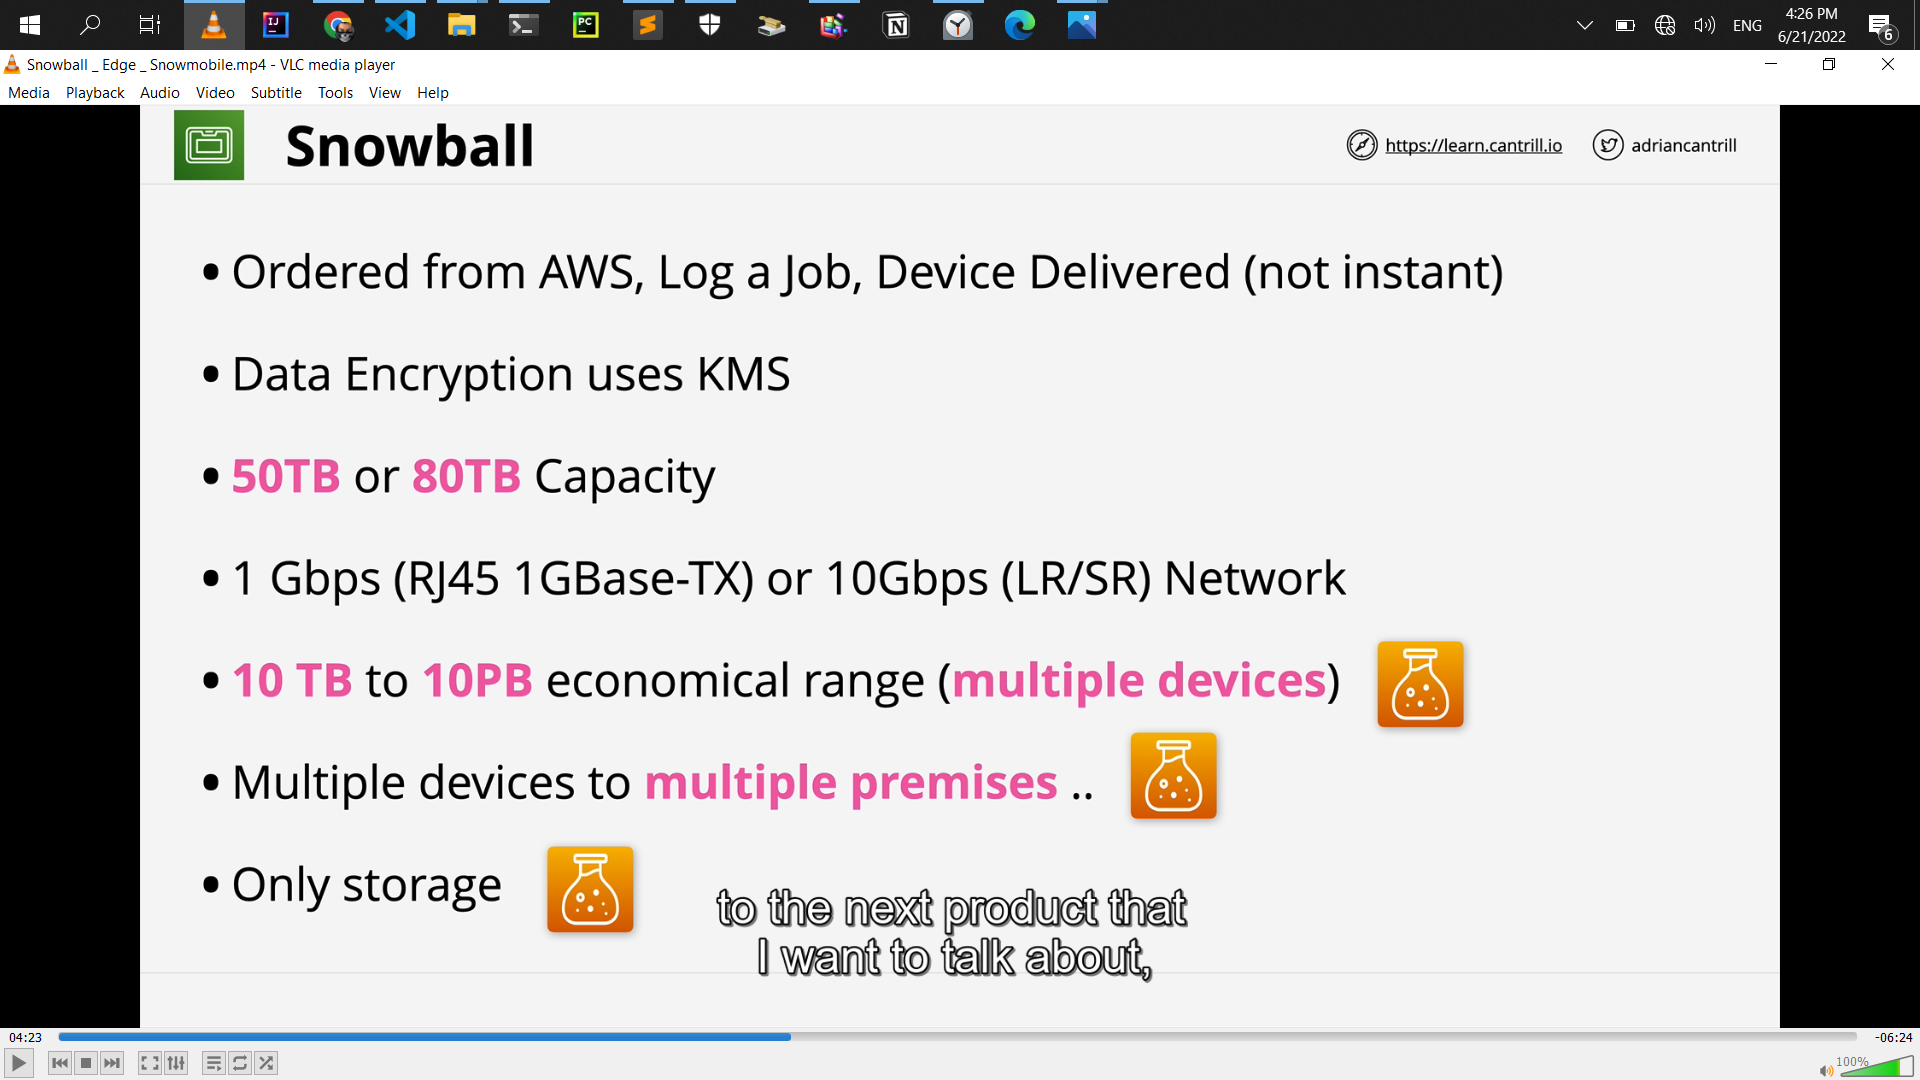 ENG
4:26 PM
6/21/2022
6
PC
IJ
Snowball _ Edge _ Snowmobile.mp4 - VLC media player
Media Playback Audio Video Subtitle Tools View Help
Snowball
https://learn.cantrill.io
adriancantrill
• Ordered from AWS, Log a Job, Device Delivered (not instant)
• Data Encryption uses KMS
• 50TB or 80TB Capacity
• 1 Gbps (RJ45 1GBase-TX) or 10Gbps (LR/SR) Network
• 10 TB to 10PB economical range (multiple devices)
• Multiple devices to multiple premises ..
• Only storage
to the next product that
I want to talk about,
04:23
-06:24
100%